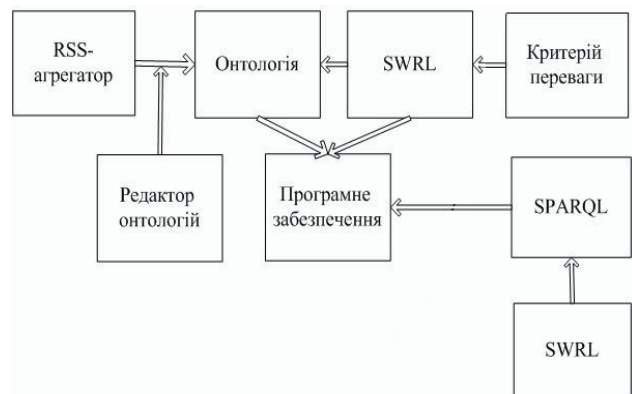 RSS-
агрегатор
Онтологія
SWRL
Критерій
переваги
Редактор
онтологій
Програмне
забезпечення
SPARQL
SWRL